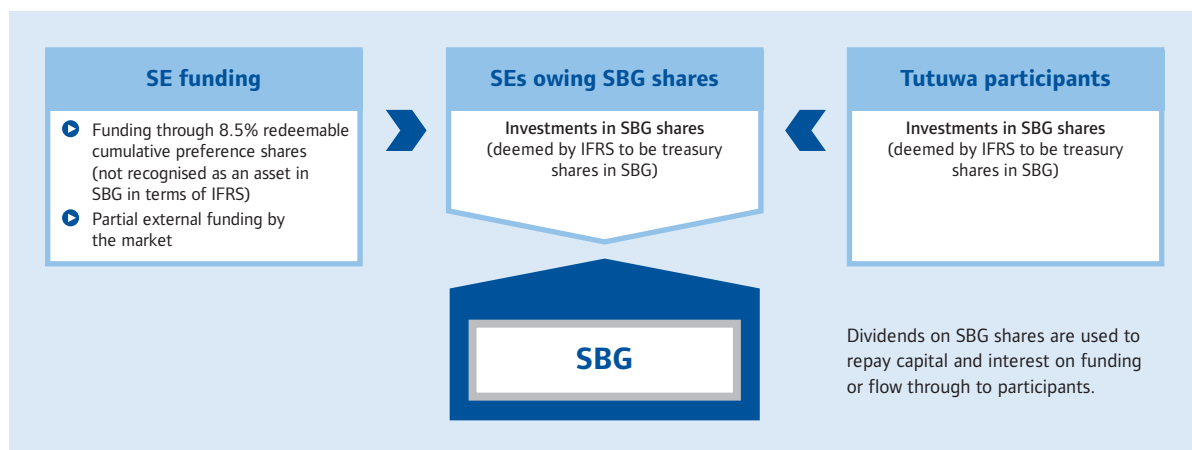 SE funding
Funding through 8.5% redeemable
cumulative preference shares
(not recognised as an asset in
SBG in terms of IFRS)
Partial external funding by
the market
SEs owing SBG shares
Investments in SBG shares
(deemed by IFRS to be treasury
shares in SBG)
Tutuwa participants
Investments in SBG shares
(deemed by IFRS to be treasury
shares in SBG)
SBG
Dividends on SBG shares are used to
repay capital and interest on funding
or flow through to participants.